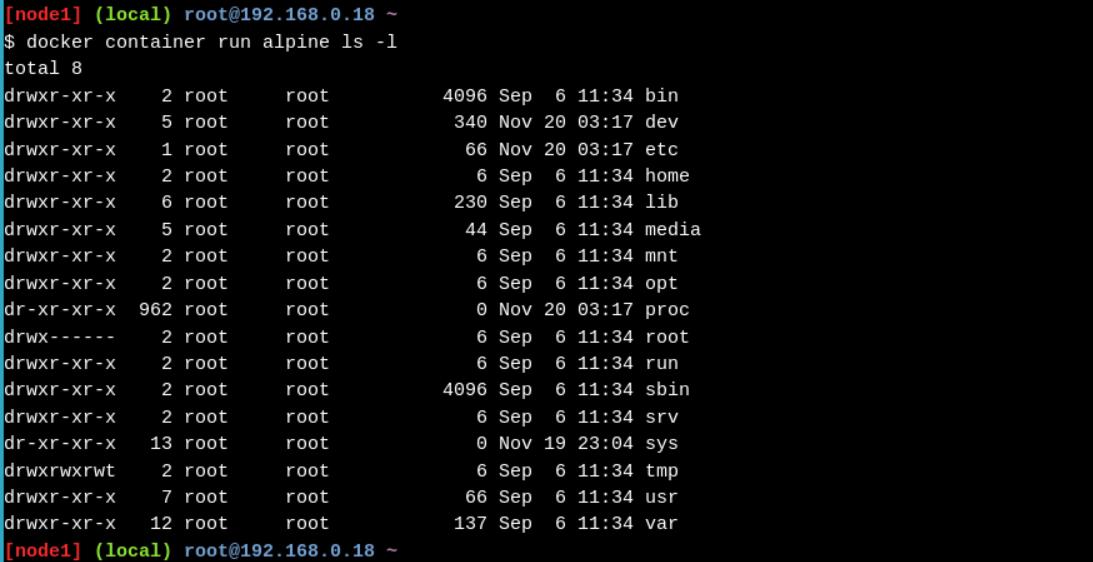 [node1] (local) root@192.168.0.18 ~
$ docker container run alpine ls -l
total 8
drwxr-xr-x    2 root     root          4096 Sep  6 11:34 bin
drwxr-xr-x    5 root     root           340 Nov 20 03:17 dev
drwxr-xr-x    1 root     root            66 Nov 20 03:17 etc
drwxr-xr-x    2 root     root             6 Sep  6 11:34 home
drwxr-xr-x    6 root     root           230 Sep  6 11:34 lib
drwxr-xr-x    5 root     root            44 Sep  6 11:34 media
drwxr-xr-x    2 root     root             6 Sep  6 11:34 mnt
drwxr-xr-x    2 root     root             6 Sep  6 11:34 opt
dr-xr-xr-x  962 root     root             0 Nov 20 03:17 proc
drwx------    2 root     root             6 Sep  6 11:34 root
drwxr-xr-x    2 root     root             6 Sep  6 11:34 run
drwxr-xr-x    2 root     root          4096 Sep  6 11:34 sbin
drwxr-xr-x    2 root     root             6 Sep  6 11:34 srv
dr-xr-xr-x   13 root     root             0 Nov 19 23:04 sys
drwxrwxrwt    2 root     root             6 Sep  6 11:34 tmp
drwxr-xr-x    7 root     root            66 Sep  6 11:34 usr
drwxr-xr-x   12 root     root           137 Sep  6 11:34 var
[node1] (local) root@192.168.0.18 ~